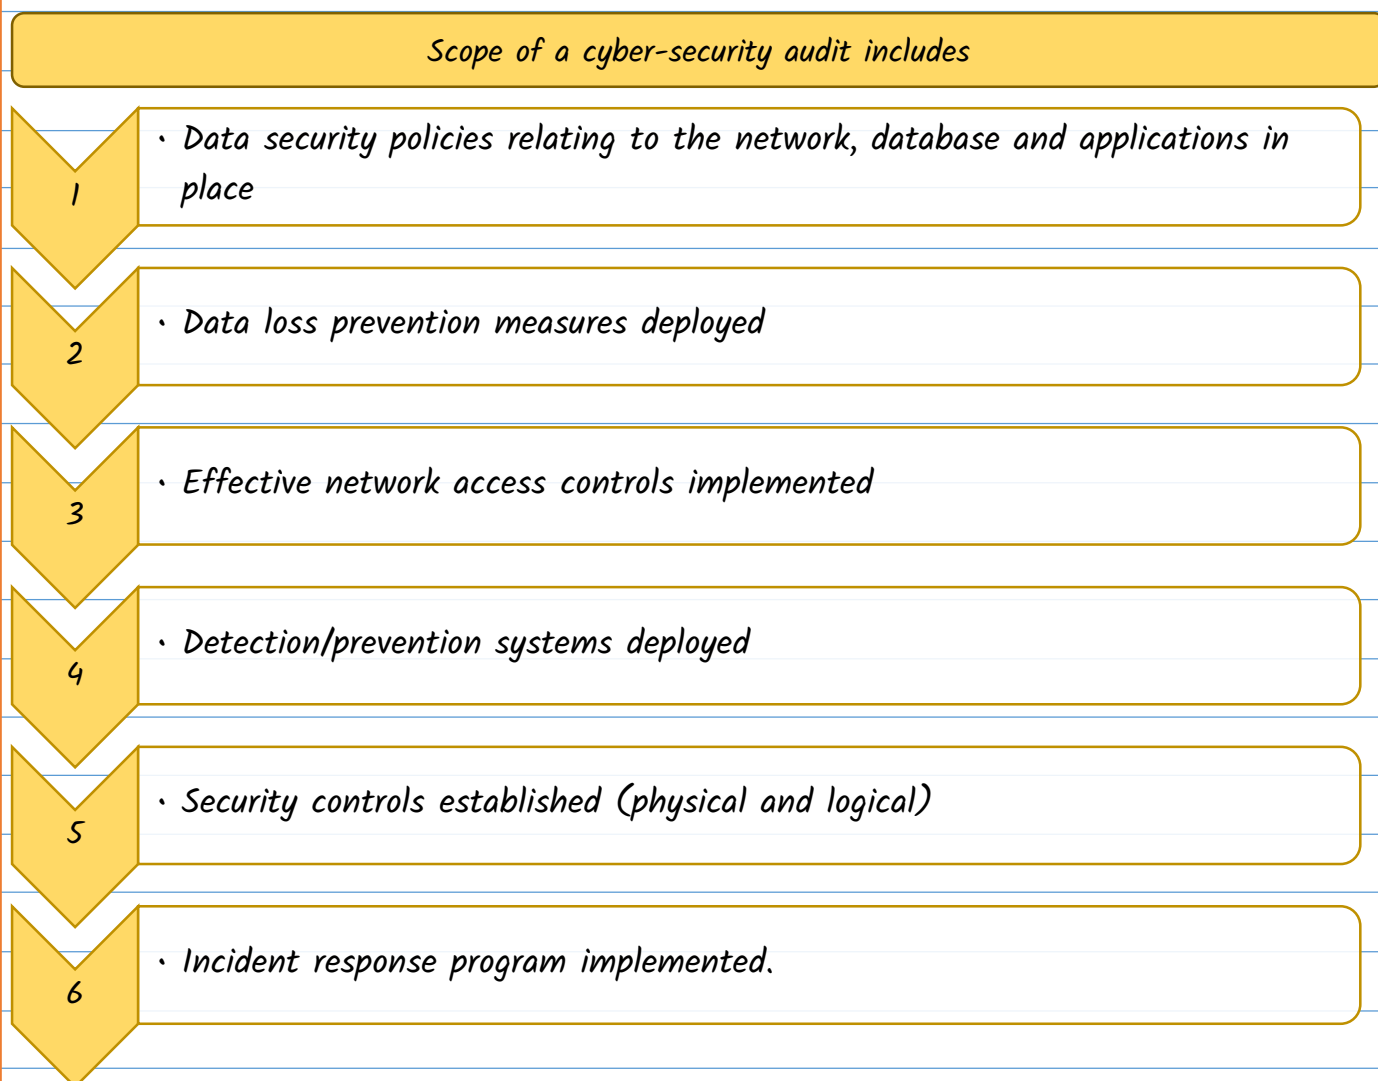 Scope of a cyber-security audit includes
1
• Data security policies relating to the network, database and applications in
place
2
• Data loss prevention measures deployed
3
• Effective network access controls implemented
4
• Detection/prevention systems deployed
5
• Security controls established (physical and logical)
6
• Incident response program implemented.